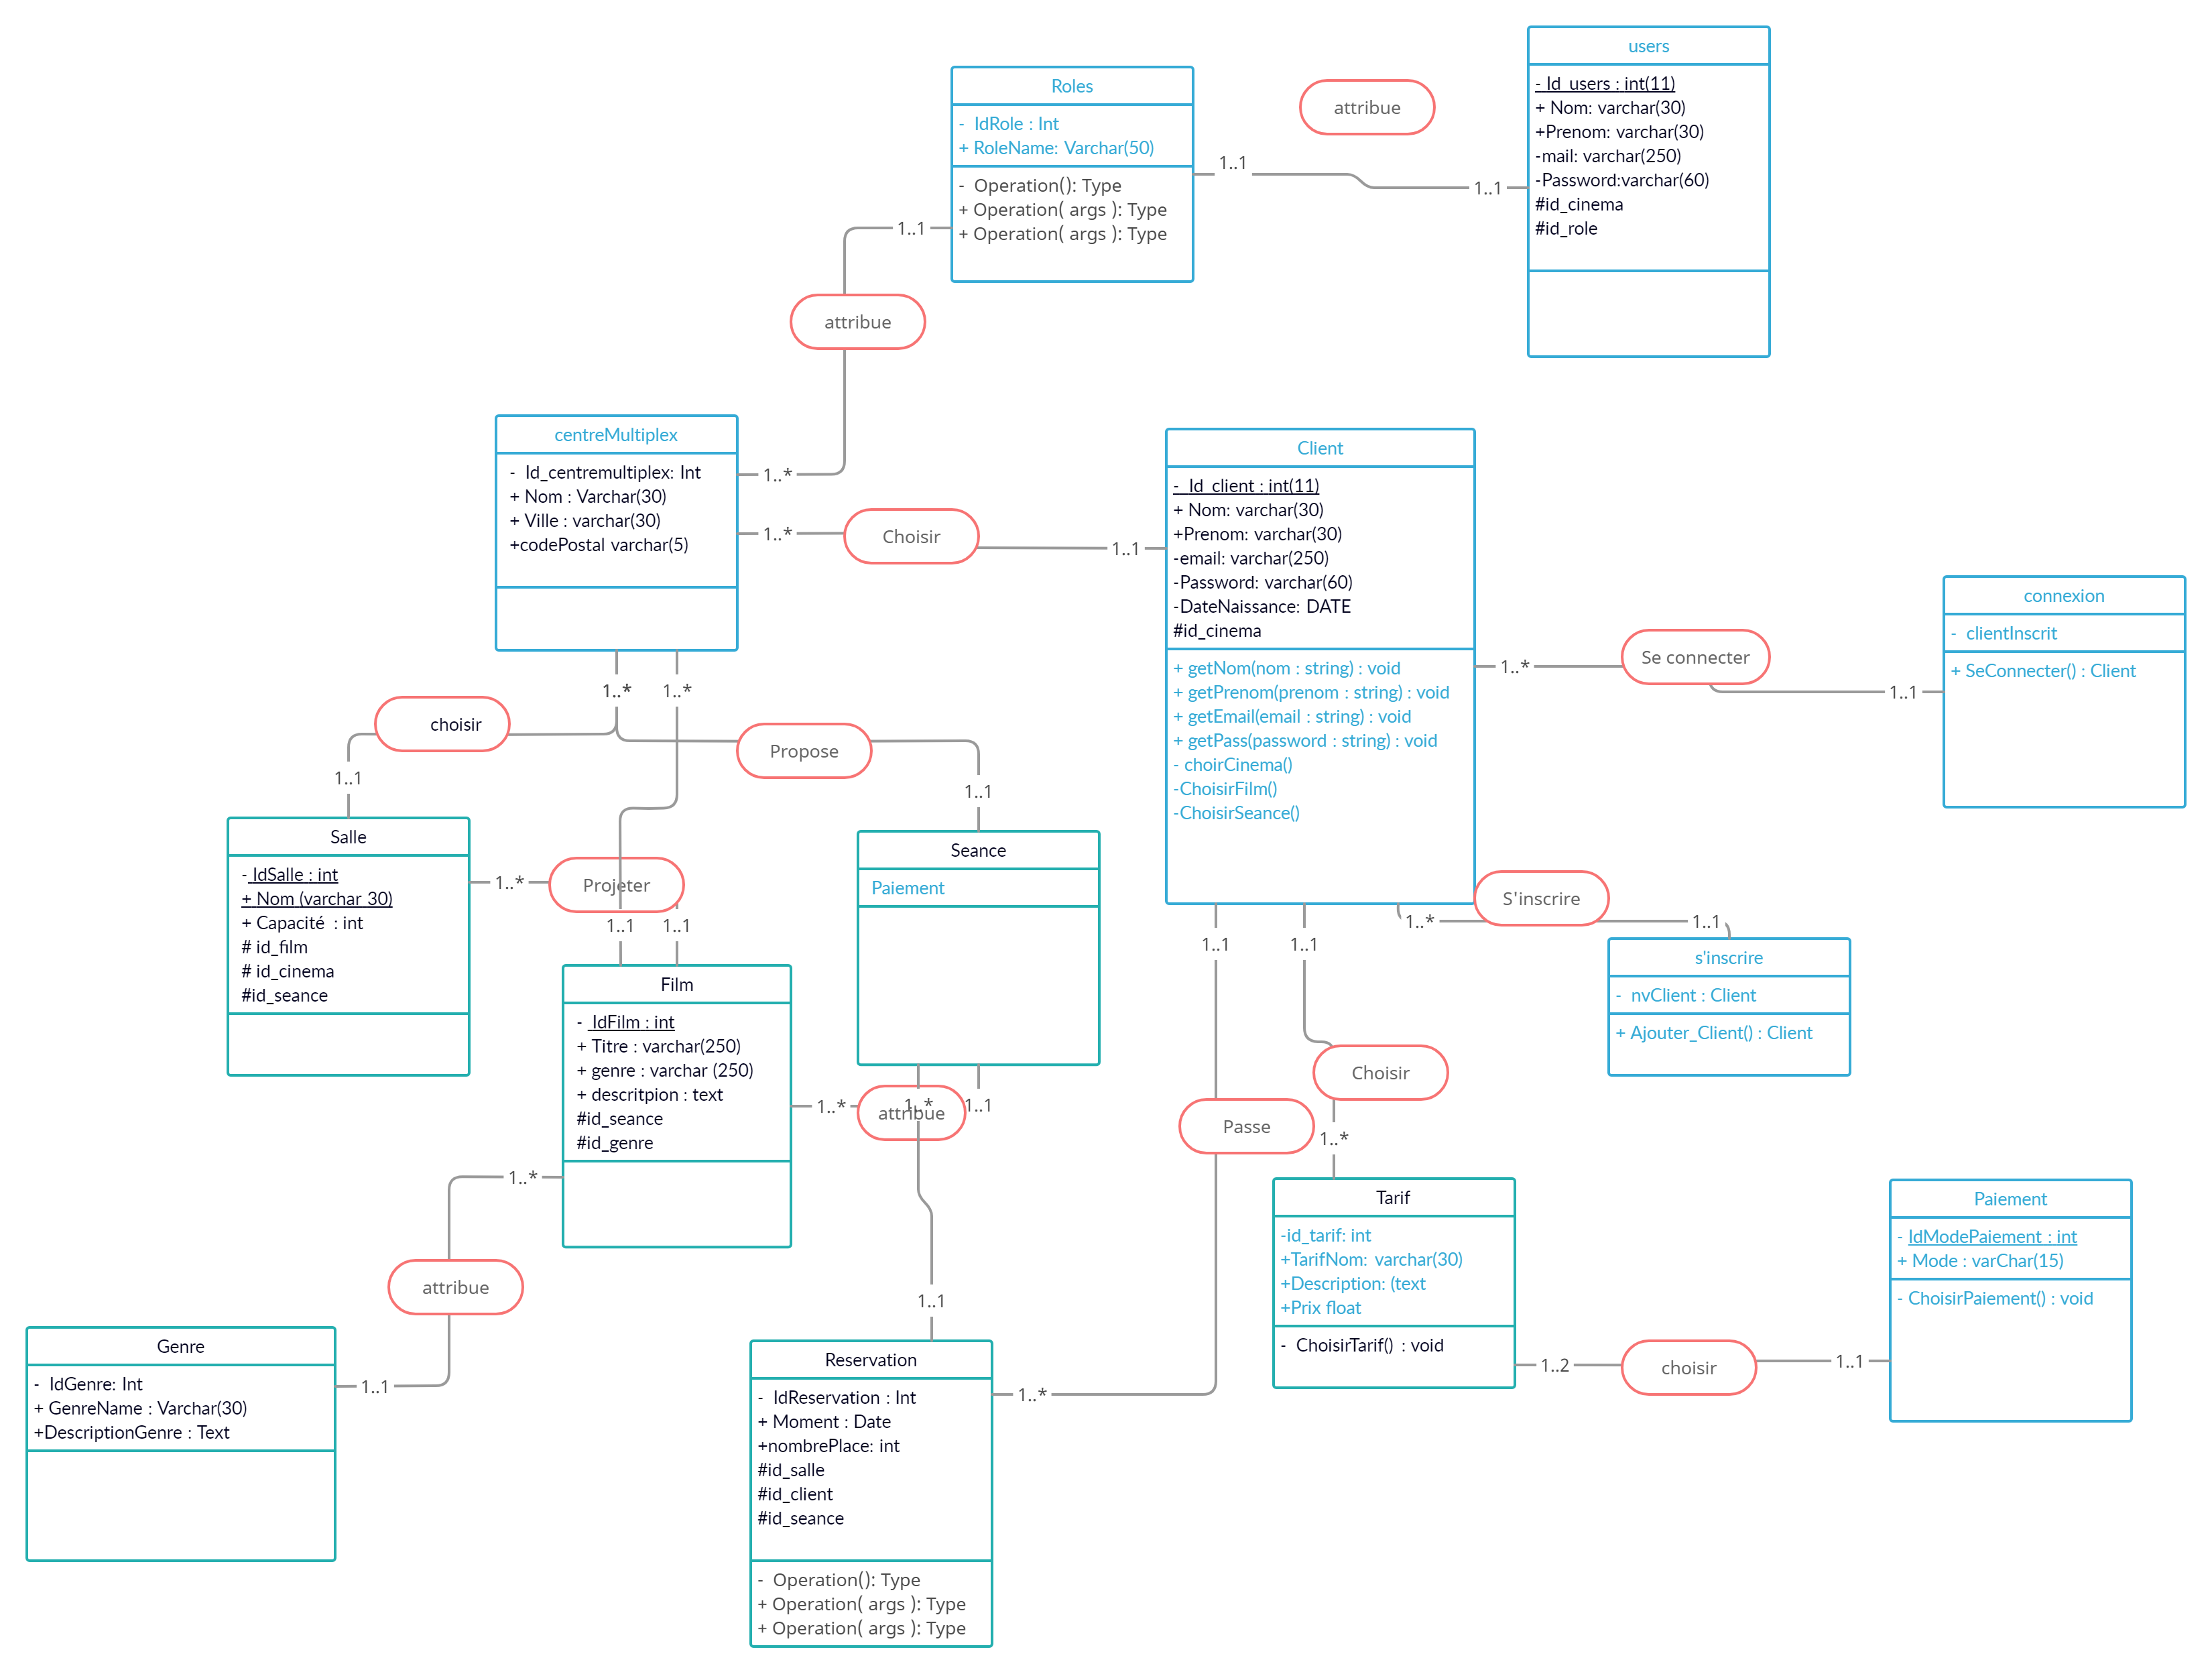 users
- Id_users : int(11)
+ Nom: varchar(30)
+Prenom: varchar(30)
-mail: varchar(250)
-Password:varchar(60)
#id_cinema
#id_role
Roles
- IdRole : Int
+ RoleName: Varchar(50)
- Operation(): Type
+ Operation( args ): Type
+ Operation( args ): Type
attribue
1..1
1..1
1..1
attribue
1..*
centreMultiplex
- Id_centremultiplex: Int
+ Nom : Varchar(30)
+ Ville : varchar(30)
+codePostal varchar(5)
1..*
Choisir
1..1
Client
- Id_client : int(11)
+ Nom: varchar(30)
+Prenom: varchar(30)
-email: varchar(250)
-Password: varchar(60)
-DateNaissance: DATE
#id_cinema
+ getNom(nom : string) : void
+ getPrenom(prenom : string) : void
+ getEmail(email : string) : void
+ getPass(password : string) : void
- choirCinema()
-ChoisirFilm()
-ChoisirSeance()
1..*
Se connecter
1..1
connexion
- clientInscrit
+ SeConnecter() : Client
1..*
1..*
choisir
1..1
Propose
1..1
Salle
- IdSalle : int
+ Nom (varchar 30)
+ Capacité : int
# id_film
# id_cinema
#id_seance
1..*
Projeter
1..1
1..1
Seance
Paiement
Film
- IdFilm : int
+ Titre : varchar(250)
+ genre : varchar (250)
+ descritpion : text
#id_seance
#id_genre
1..*
attribue
1..*
1..1
1..1
1..1
1..*
S'inscrire
1..1
s'inscrire
- nvClient : Client
+ Ajouter_Client() : Client
Choisir
Passe
1..*
Tarif
-id_tarif: int
+TarifNom: varchar(30)
+Description: (text
+Prix float
- ChoisirTarif() : void
1..2
choisir
1..1
Paiement
- IdModePaiement : int
+ Mode : varChar(15)
- ChoisirPaiement() : void
1..*
attribue
1..1
Genre
- IdGenre: Int
+ GenreName : Varchar(30)
+DescriptionGenre : Text
1..1
Reservation
- IdReservation : Int
+ Moment : Date
+nombrePlace: int
#id_salle
#id_client
#id_seance
- Operation(): Type
+ Operation( args ): Type
+ Operation( args ): Type
1..*